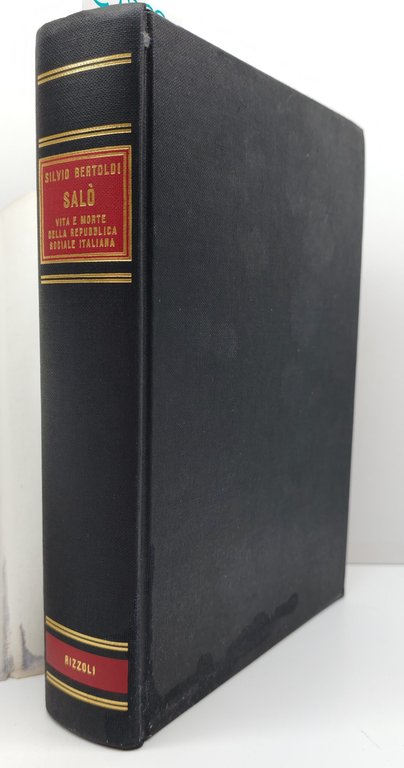 SILVIO BERTOLDI
SALÒ
VITA E MORTE
DELLA REPUBBLICA
SOCIALE ITALIANA
RIZZOLI